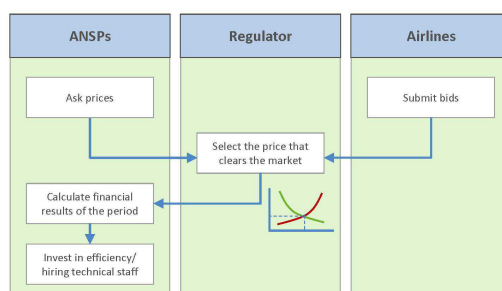 ANSPs
Regulator
Airlines
Ask prices
Submit bids
Select the price that
clears the market
Calculate financial
results of the period
Invest in efficiency/
hiring technical staff